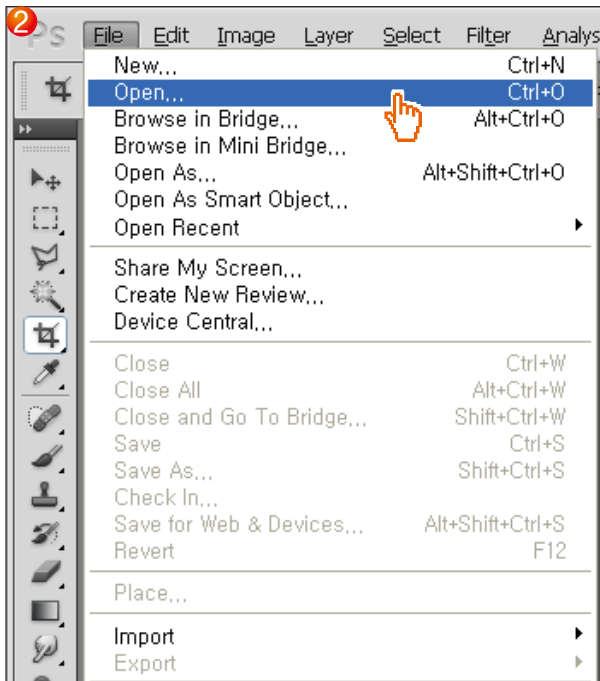 2
PS File Edit Image Layer Select Filter Analys
New... Ctrl+N
Open... Ctrl+O
Browse in Bridge... Alt+Ctrl+O
Browse in Mini Bridge...
Open As... Alt+Shift+Ctrl+O
Open As Smart Object...
Open Recent
Share My Screen...
Create New Review...
Device Central...
Close Ctrl+W
Close All Alt+Ctrl+W
Close and Go To Bridge... Shift+Ctrl+W
Save Ctrl+S
Save As... Shift+Ctrl+S
Check In...
Save for Web & Devices... Alt+Shift+Ctrl+S
Revert F12
Place...
Import
Export